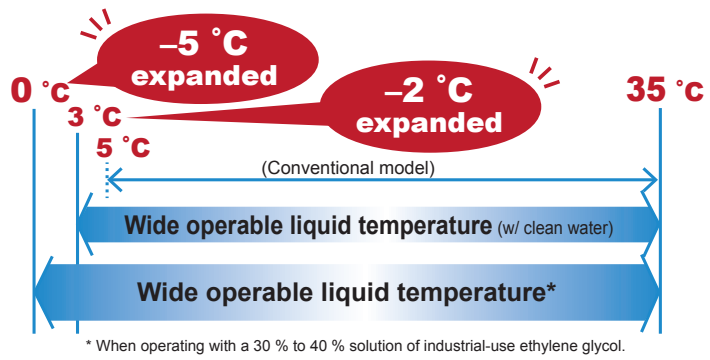 –5 ˚C
expanded
–2 ˚C
expanded
0 ˚C
3 ˚C
5 ˚C
35 ˚C
(Conventional model)
Wide operable liquid temperature (w/ clean water)
Wide operable liquid temperature*
* When operating with a 30 % to 40 % solution of industrial-use ethylene glycol.